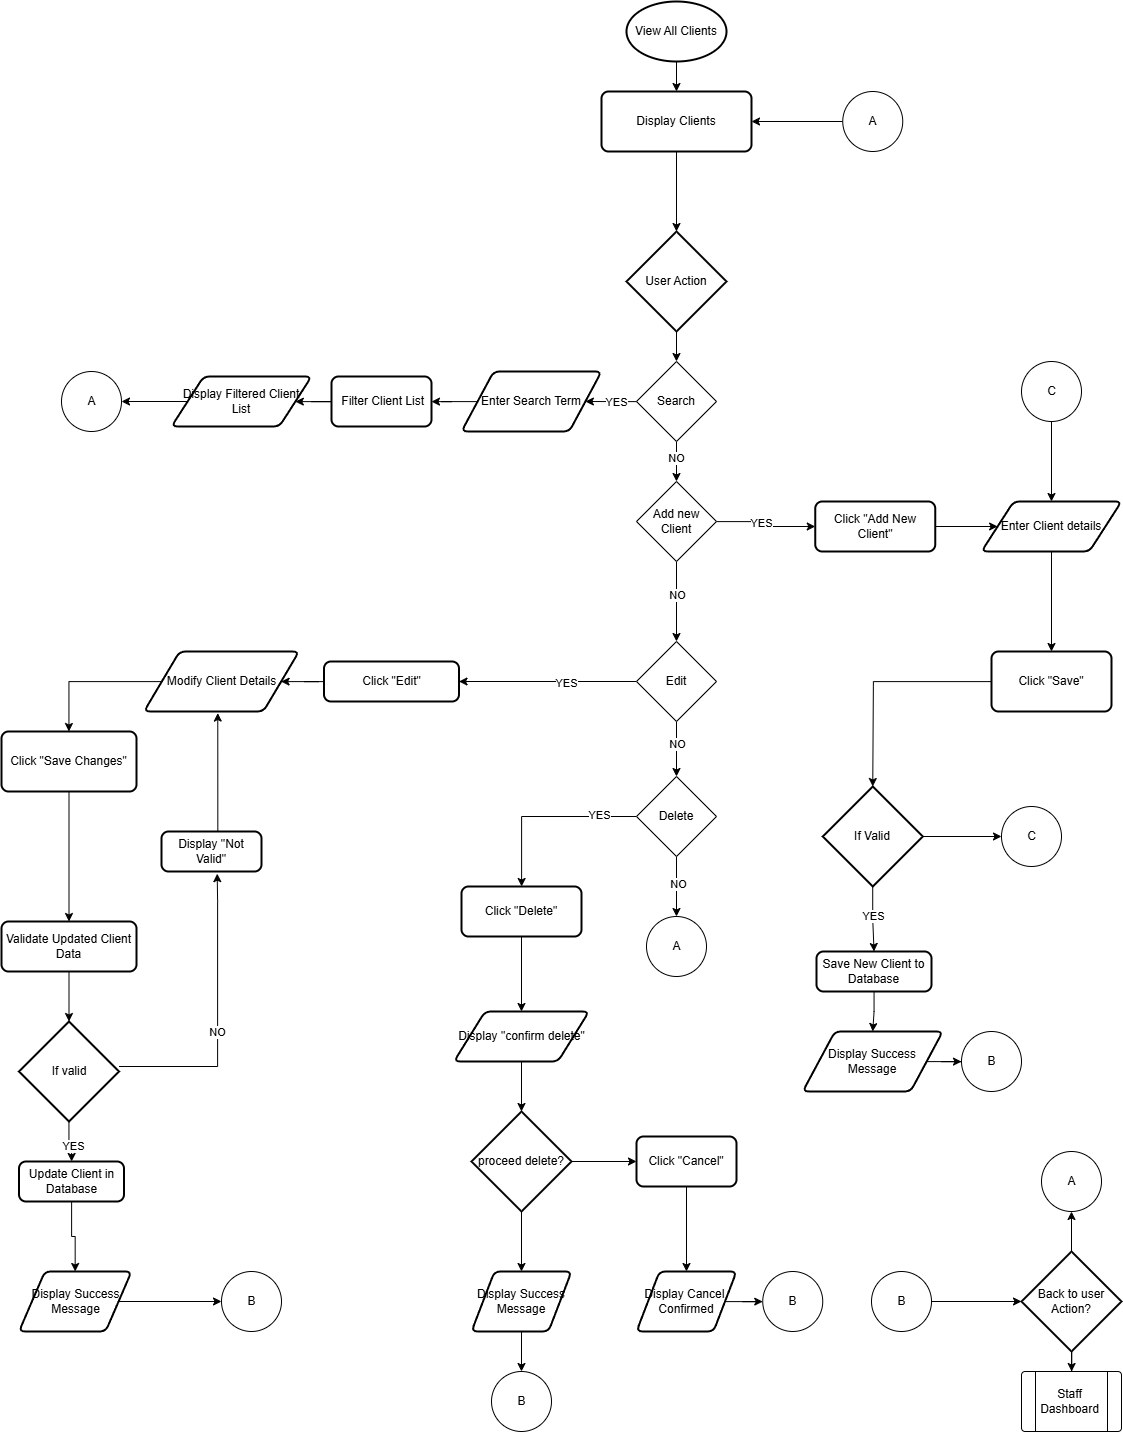 View All Clients
Display Clients
A
User Action
Display Filtered Client
List
A
Filter Client List
Enter Search Term
YES
Search
C
NO
Add new
Client
YES
Click "Add New
Client"
Enter Client details
NO
Modify Client Details
Click "Edit"
YES
Edit
Click "Save"
NO
Click "Save Changes"
YES
Delete
If Valid
C
Display "Not
Valid"
NO
Click "Delete"
YES
A
Validate Updated Client
Data
Save New Client to
Database
NO
Display "confirm delete"
Display Success
Message
B
If valid
YES
proceed delete?
Click "Cancel"
Update Client in
Database
A
Display Success
Message
B
Display Success
Message
Display Cancel
Confirmed
B
B
Back to user
Action?
B
Staff
Dashboard